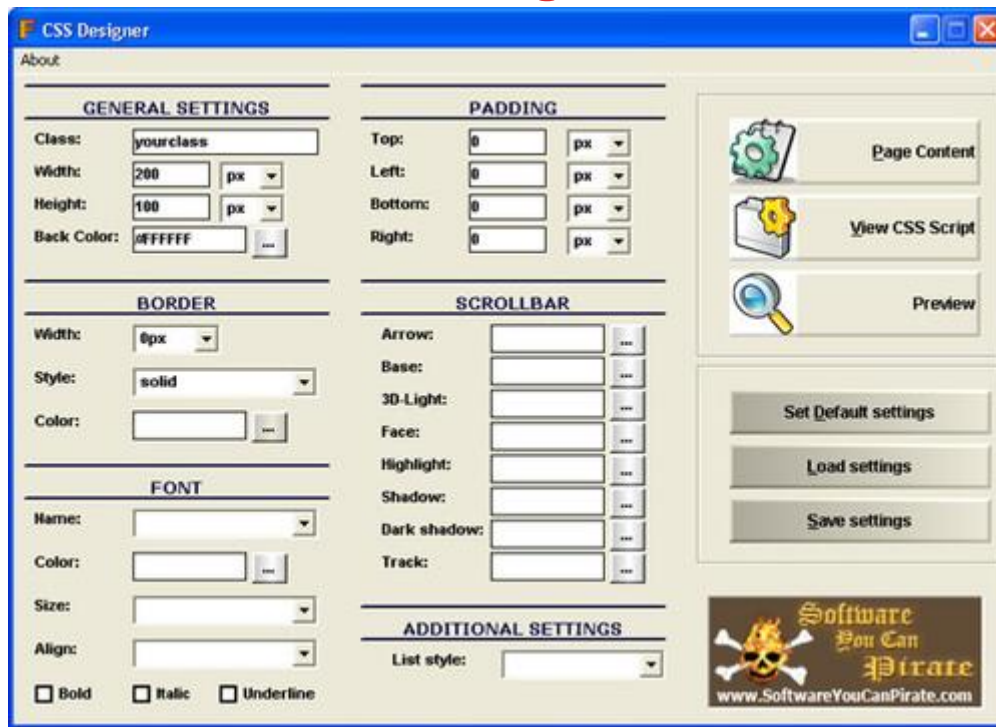 CSS Designer
About
GENERAL SETTINGS
Class: yourclass
Width: 200 px
Height: 100 px
Back Color: #FFFFFF ...
BORDER
Width: 0px
Style: solid
Color: ...
FONT
Name:
Color: ...
Size:
Align:
Bold Italic Underline
PADDING
Top: 0 px
Left: 0 px
Bottom: 0 px
Right: 0 px
SCROLLBAR
Arrow: ...
Base: ...
3D-Light: ...
Face: ...
Highlight: ...
Shadow: ...
Dark shadow: ...
Track: ...
ADDITIONAL SETTINGS
List style:
Page Content
View CSS Script
Preview
Set Default settings
Load settings
Save settings
Software
You Can
Pirate
www.SoftwareYouCanPirate.com